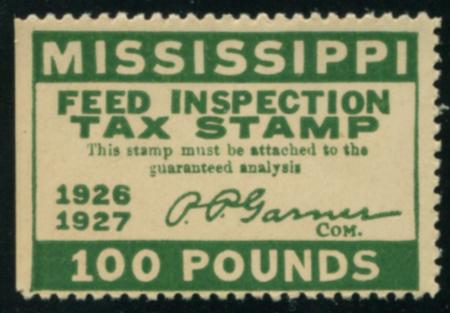 MISSISSIPPI
FEED INSPECTION
TAX STAMP
This stamp must be attached to the
guaranteed analysis
1926
1927
P.P. Garner
COM.
100 POUNDS